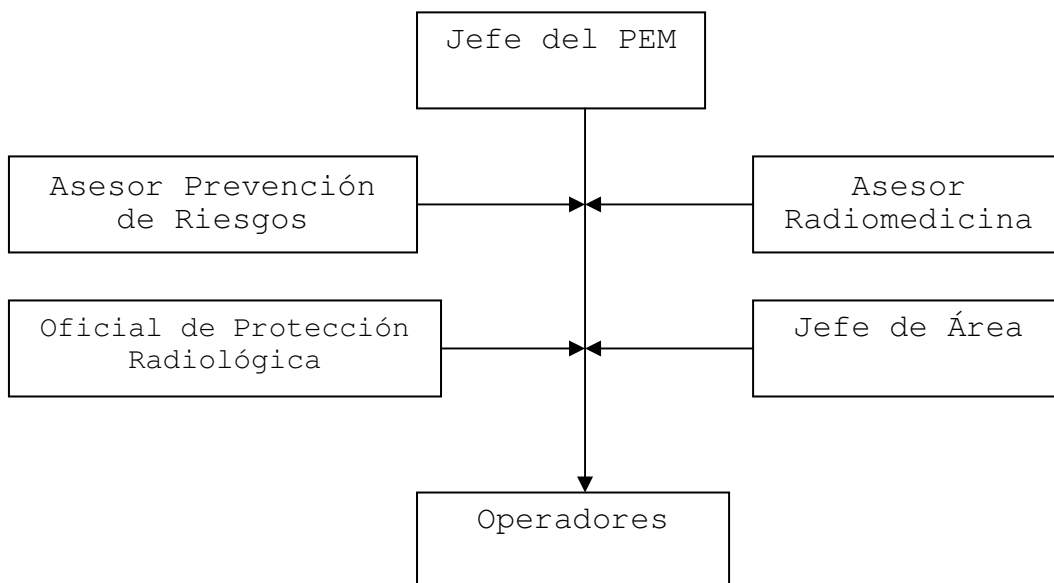 Jefe del PEM
Asesor Prevención
de Riesgos
Asesor
Radiomedicina
Oficial de Protección
Radiológica
Jefe de Área
Operadores